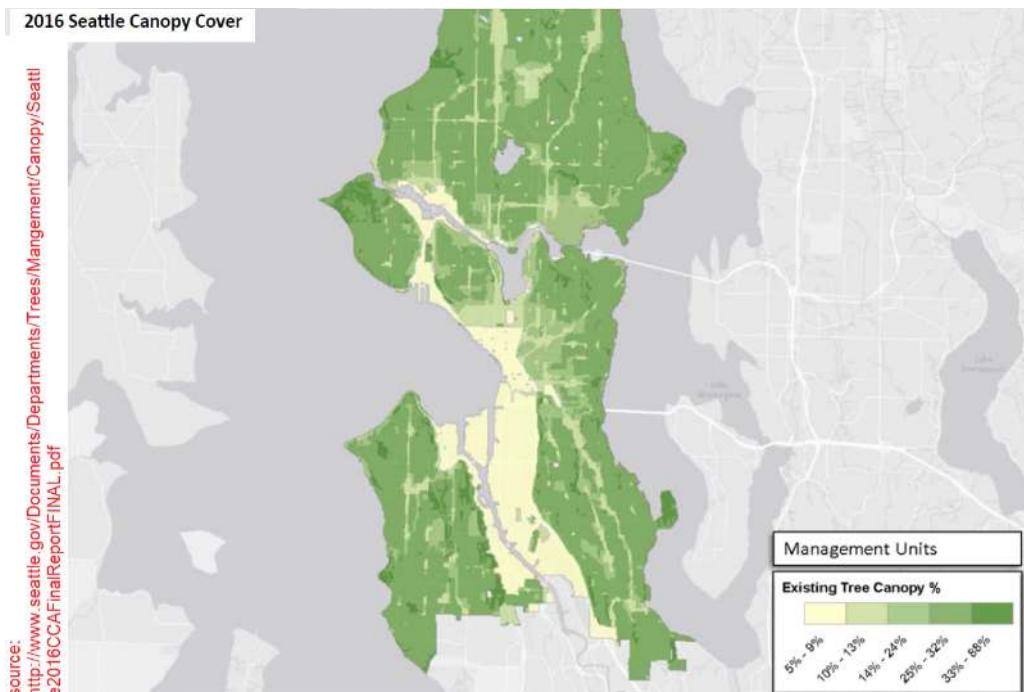 2016 Seattle Canopy Cover
source:
http://www.seattle.gov/Documents/Departments/Trees/Mangement/Canopy/Seattl
e2016CCAFinalReportFINAL.pdf
Management Units
Existing Tree Canopy %
5% - 9%
10% - 13%
14% - 24%
25% - 32%
33% - 88%